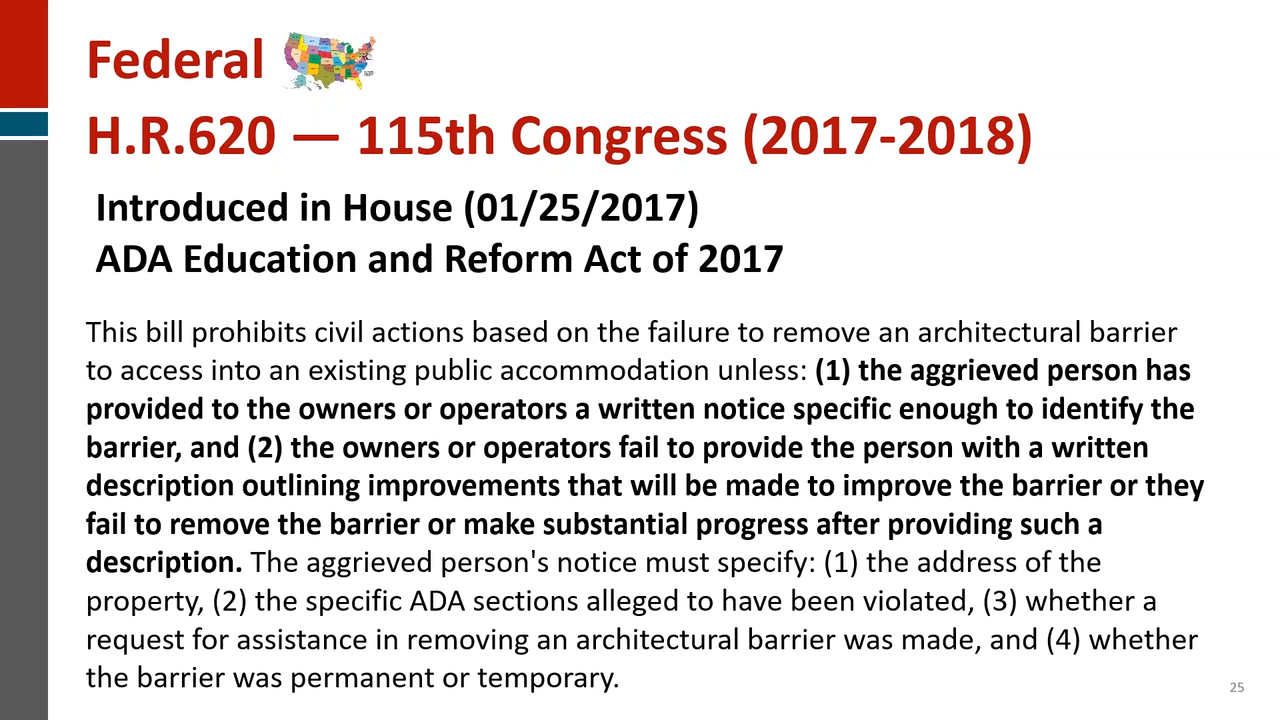 Federal
H.R.620 — 115th Congress (2017-2018)
Introduced in House (01/25/2017)
ADA Education and Reform Act of 2017
This bill prohibits civil actions based on the failure to remove an architectural barrier
to access into an existing public accommodation unless: (1) the aggrieved person has
provided to the owners or operators a written notice specific enough to identify the
barrier, and (2) the owners or operators fail to provide the person with a written
description outlining improvements that will be made to improve the barrier or they
fail to remove the barrier or make substantial progress after providing such a
description. The aggrieved person's notice must specify: (1) the address of the
property, (2) the specific ADA sections alleged to have been violated, (3) whether a
request for assistance in removing an architectural barrier was made, and (4) whether
the barrier was permanent or temporary.
25